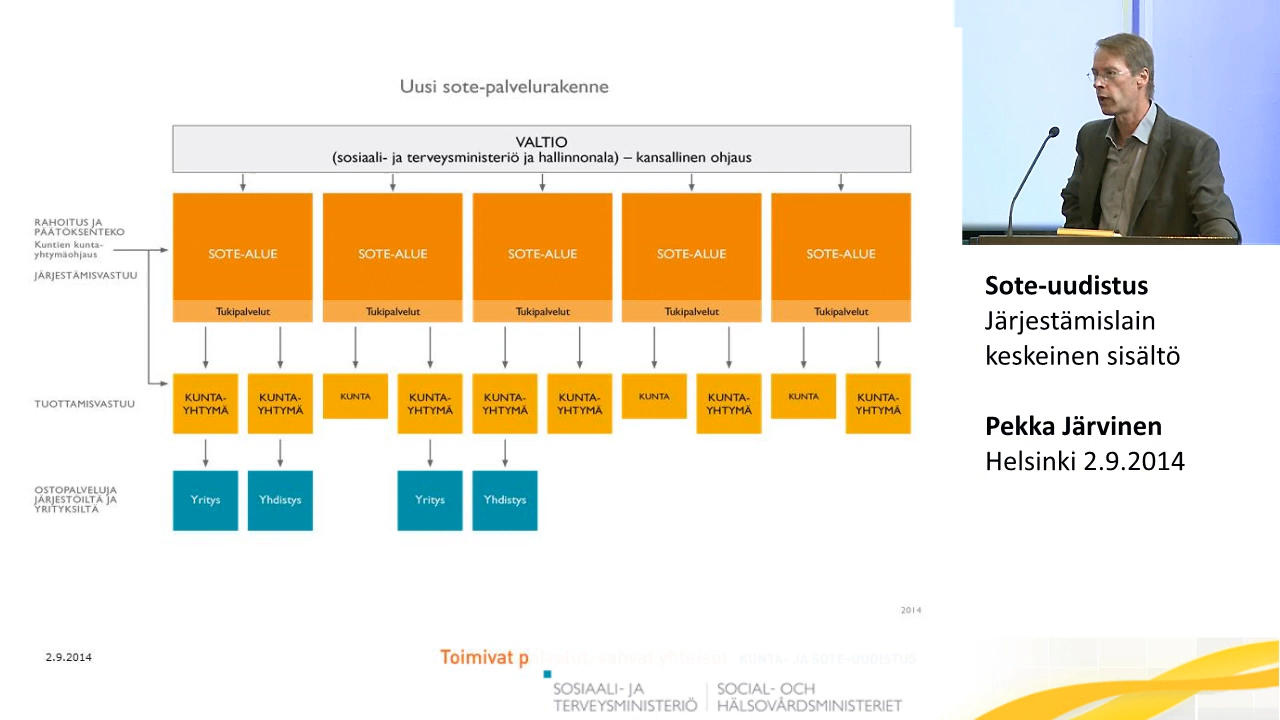 Uusi sote-palvelurakenne
VALTIO
(sosiaali- ja terveysministeriö ja hallinnonala) – kansallinen ohjaus
RAHOITUS JA
PÄÄTÖKSENTEKO
Kuntien kunta-
yhtymäohjaus
JÄRJESTÄMISVASTUU
SOTE-ALUE
SOTE-ALUE
SOTE-ALUE
SOTE-ALUE
SOTE-ALUE
Tukipalvelut
Tukipalvelut
Tukipalvelut
Tukipalvelut
Tukipalvelut
TUOTTAMISVASTUU
KUNTA-
YHTYMÄ
KUNTA-
YHTYMÄ
KUNTA
KUNTA-
YHTYMÄ
KUNTA-
YHTYMÄ
KUNTA-
YHTYMÄ
KUNTA
KUNTA-
YHTYMÄ
KUNTA
KUNTA-
YHTYMÄ
OSTOPALVELUJA
JÄRJESTÖILTÄ JA
YRITYKSILTÄ
Yritys
Yhdistys
Yritys
Yhdistys
2014
2.9.2014
Toimivat palvelut, vahvat yhteisöt KUNTA- JA SOTE-UUDISTUS
SOSIAALI- JA
TERVEYSMINISTERIÖ
SOCIAL- OCH
HÄLSOVÅRDSMINISTERIET
Sote-uudistus
Järjestämislain
keskeinen sisältö
Pekka Järvinen
Helsinki 2.9.2014